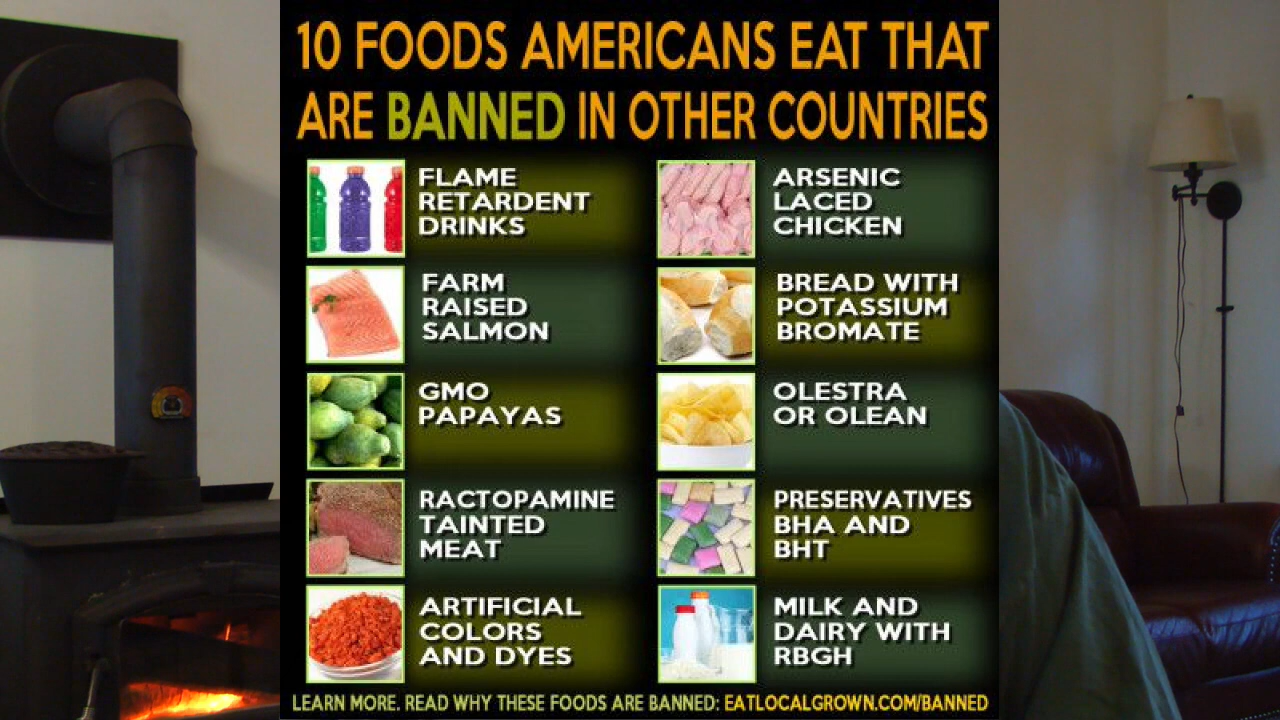 10 FOODS AMERICANS EAT THAT
ARE BANNED IN OTHER COUNTRIES
FLAME
RETARDENT
DRINKS
ARSENIC
LACED
CHICKEN
FARM
RAISED
SALMON
BREAD WITH
POTASSIUM
BROMATE
GMO
PAPAYAS
OLESTRA
OR OLEAN
RACTOPAMINE
TAINTED
MEAT
PRESERVATIVES
BHA AND
BHT
ARTIFICIAL
COLORS
AND DYES
MILK AND
DAIRY WITH
RBGH
LEARN MORE. READ WHY THESE FOODS ARE BANNED: EATLOCALGROWN.COM/BANNED